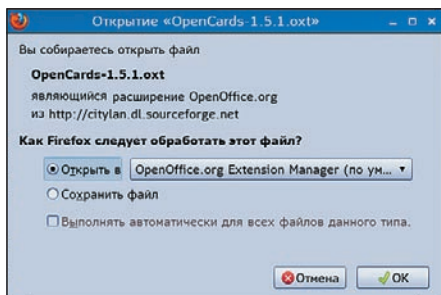 Открытие «OpenCards-1.5.1.oxt»
Вы собираетесь открыть файл
OpenCards-1.5.1.oxt
являющийся расширение OpenOffice.org
из http://citylan.dl.sourceforge.net
Как Firefox следует обработать этот файл?
Открыть в OpenOffice.org Extension Manager (по ум...
Сохранить файл
Выполнять автоматически для всех файлов данного типа.
Отмена OK